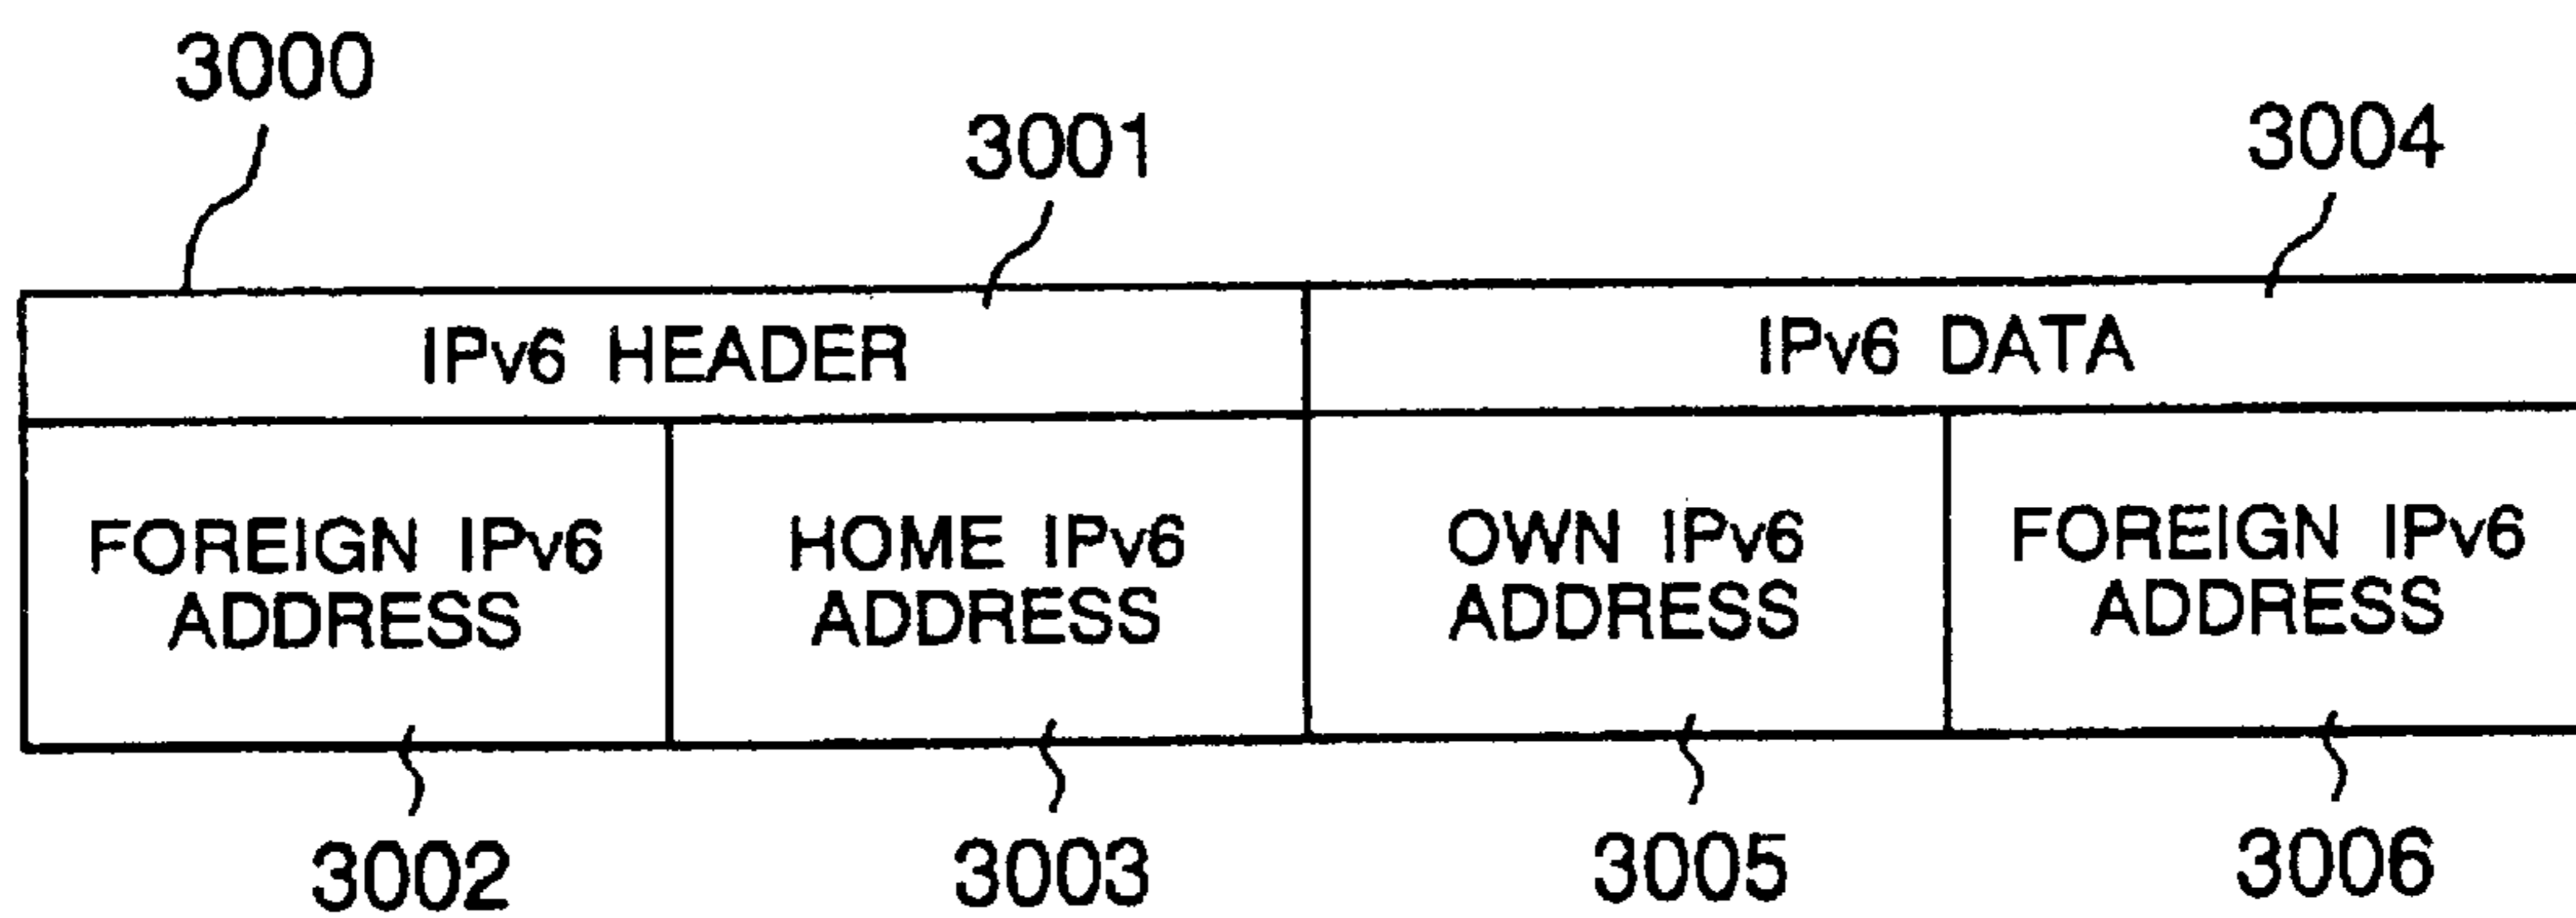 3000
3001
3004
IPv6 HEADER
IPv6 DATA
FOREIGN IPv6
ADDRESS
HOME IPv6
ADDRESS
OWN IPv6
ADDRESS
FOREIGN IPv6
ADDRESS
3002
3003
3005
3006